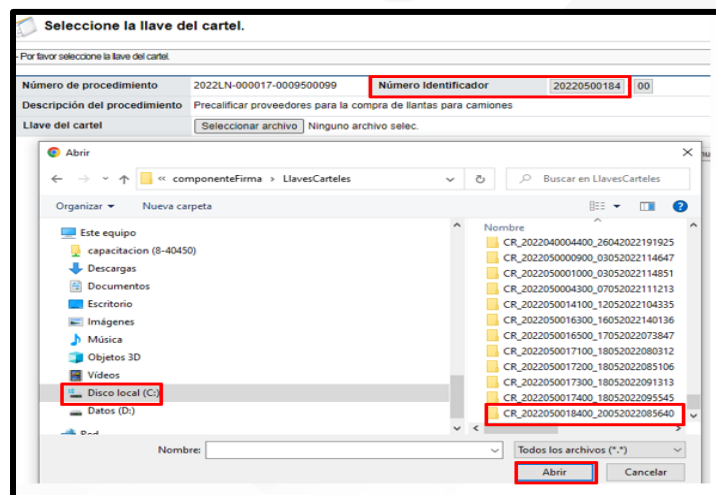 Seleccione la llave del cartel.
- Por favor seleccione la llave del cartel.
Número de procedimiento 2022LN-000017-0009500099 Número Identificador 20220500184 00
Descripción del procedimiento Precalificar proveedores para la compra de llantas para camiones
Llave del cartel Seleccionar archivo Ninguno archivo selec.
Abrir
« componenteFirma > LlavesCarteles Buscar en LlavesCarteles
Organizar Nueva carpeta
Este equipo
capacitacion (8-40450)
Descargas
Documentos
Escritorio
Imágenes
Música
Objetos 3D
Vídeos
Disco local (C:)
Datos (D:)
Red
Nombre
CR_2022040004400_26042022191925
CR_2022050000900_03052022114647
CR_2022050001000_03052022114851
CR_2022050004300_07052022111213
CR_2022050014100_12052022104335
CR_2022050016300_16052022140136
CR_2022050016500_17052022073847
CR_2022050017100_18052022080312
CR_2022050017200_18052022085106
CR_2022050017300_18052022091313
CR_2022050017400_18052022095545
CR_2022050018400_20052022085640
Nombre: Todos los archivos (*.*)
Abrir Cancelar